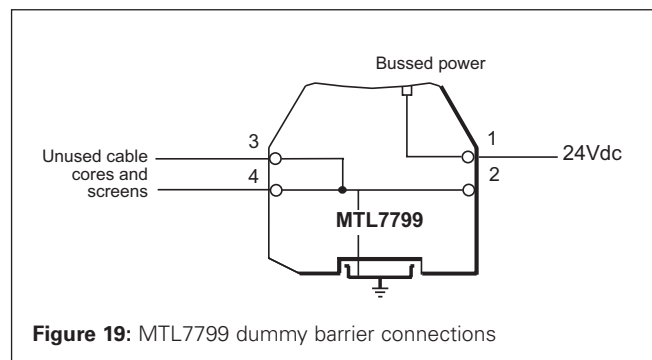 Bussed power
3
1
Unused cable
cores and
screens
24Vdc
4
2
MTL7799
Figure 19: MTL7799 dummy barrier connections